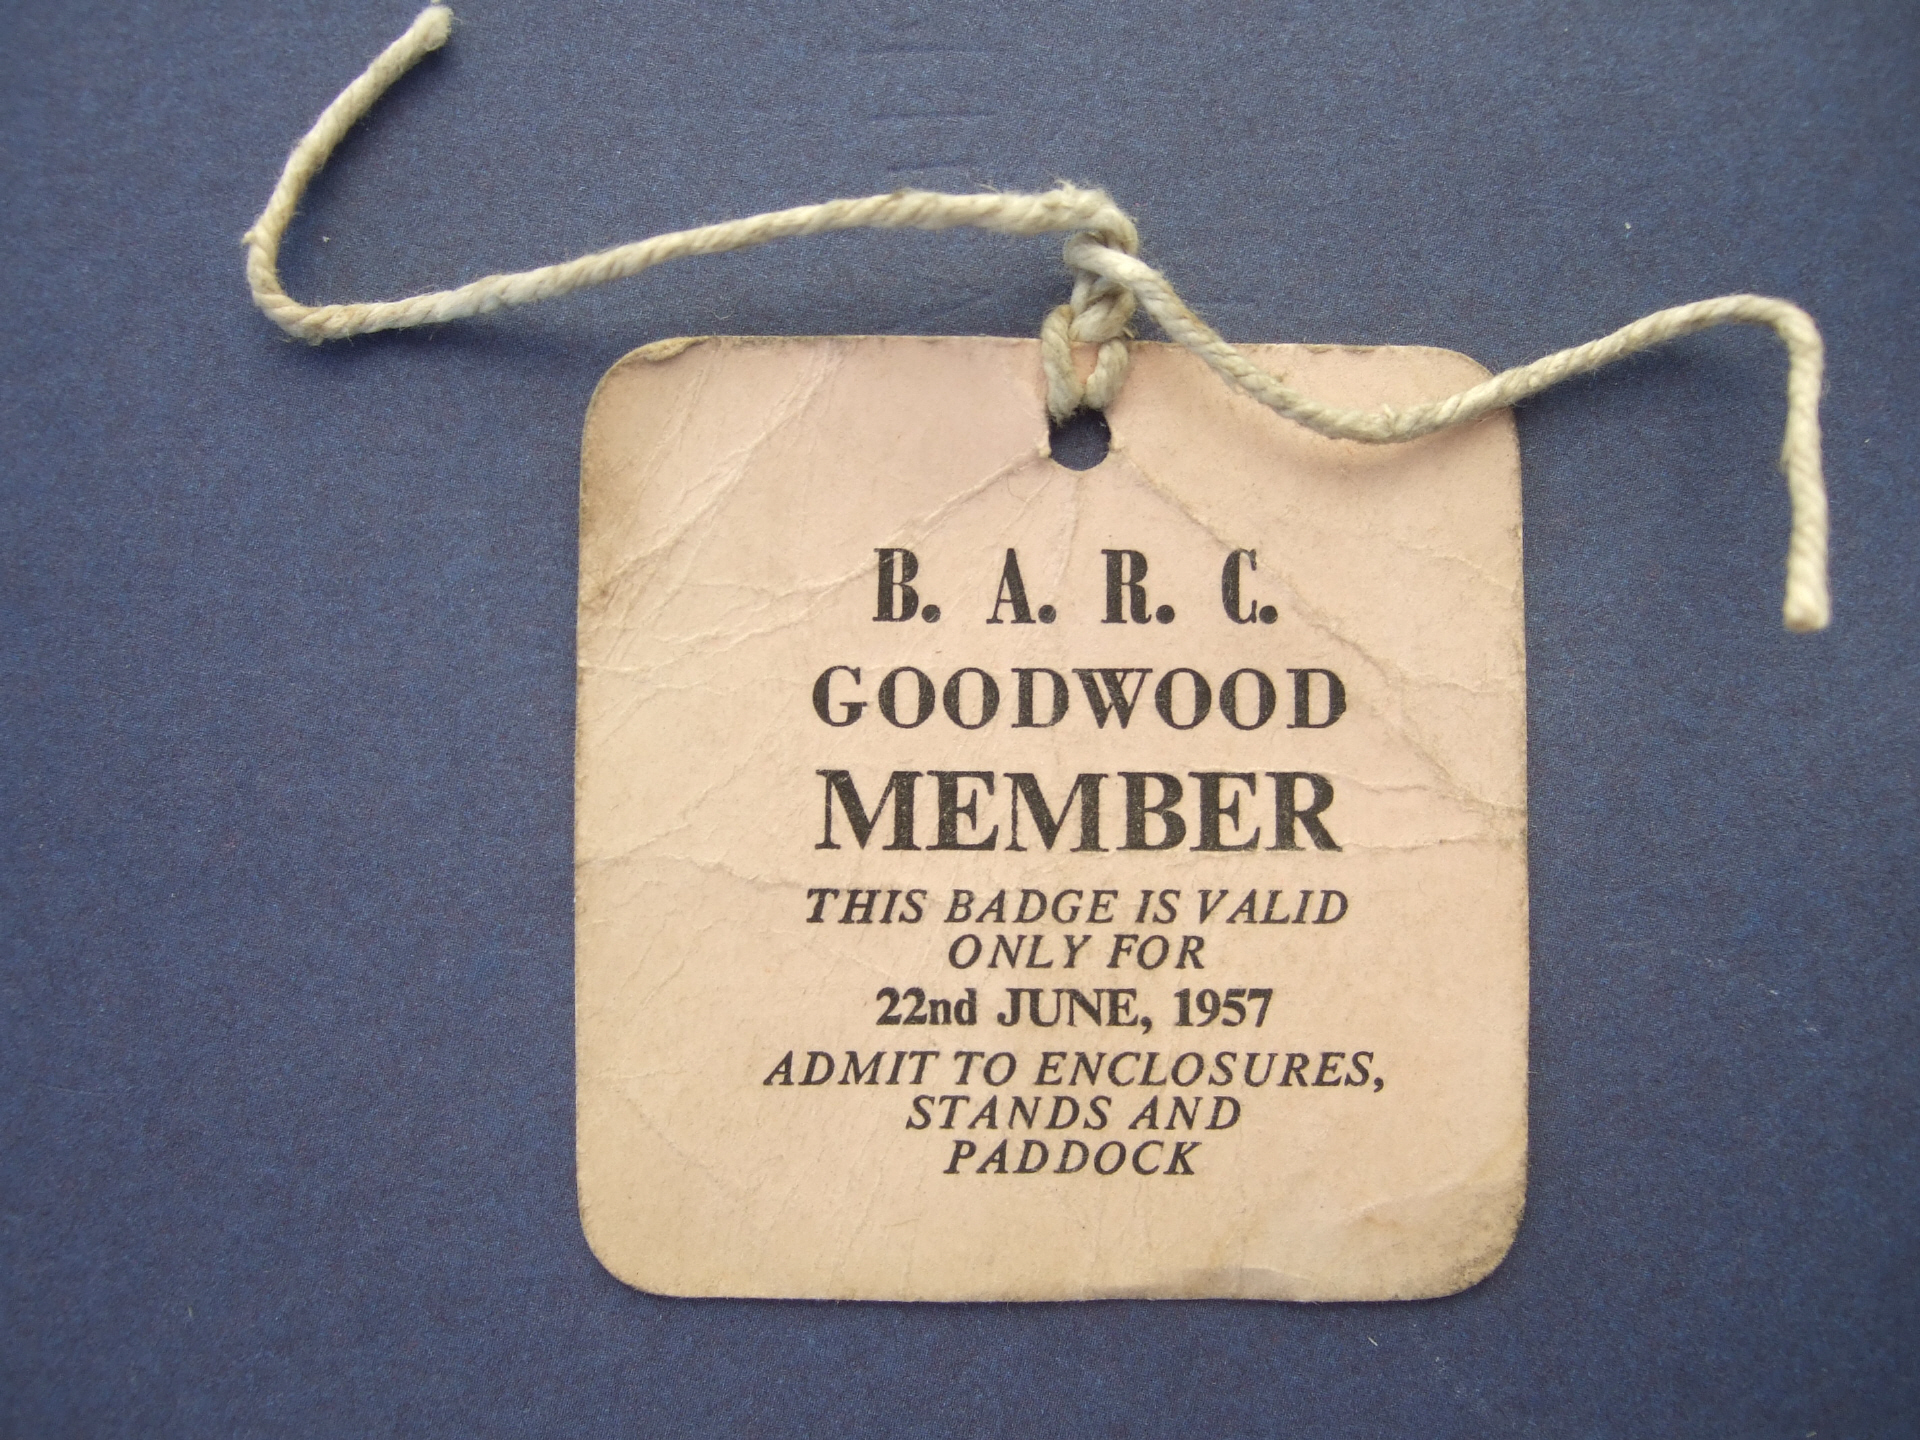 B. A. R. C.
GOODWOOD
MEMBER
THIS BADGE IS VALID
ONLY FOR
22nd JUNE, 1957
ADMIT TO ENCLOSURES,
STANDS AND
PADDOCK